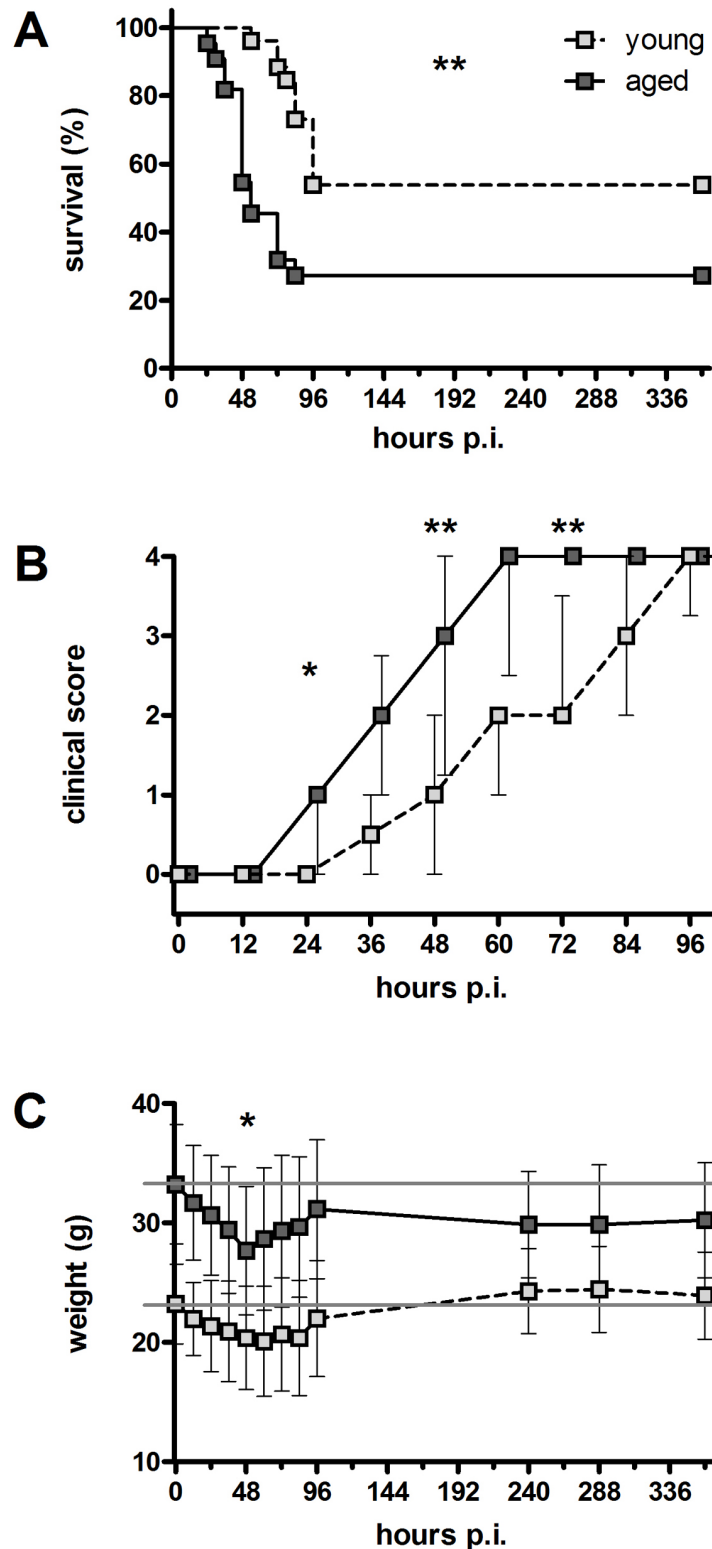 A
100
80
60
40
20
0
survival (%)
**
young
aged
0 48 96 144 192 240 288 336
hours p.i.
B
4
3
2
1
0
clinical score
*
**
**
0 12 24 36 48 60 72 84 96
hours p.i.
C
40
30
20
10
weight (g)
*
0 48 96 144 192 240 288 336
hours p.i.